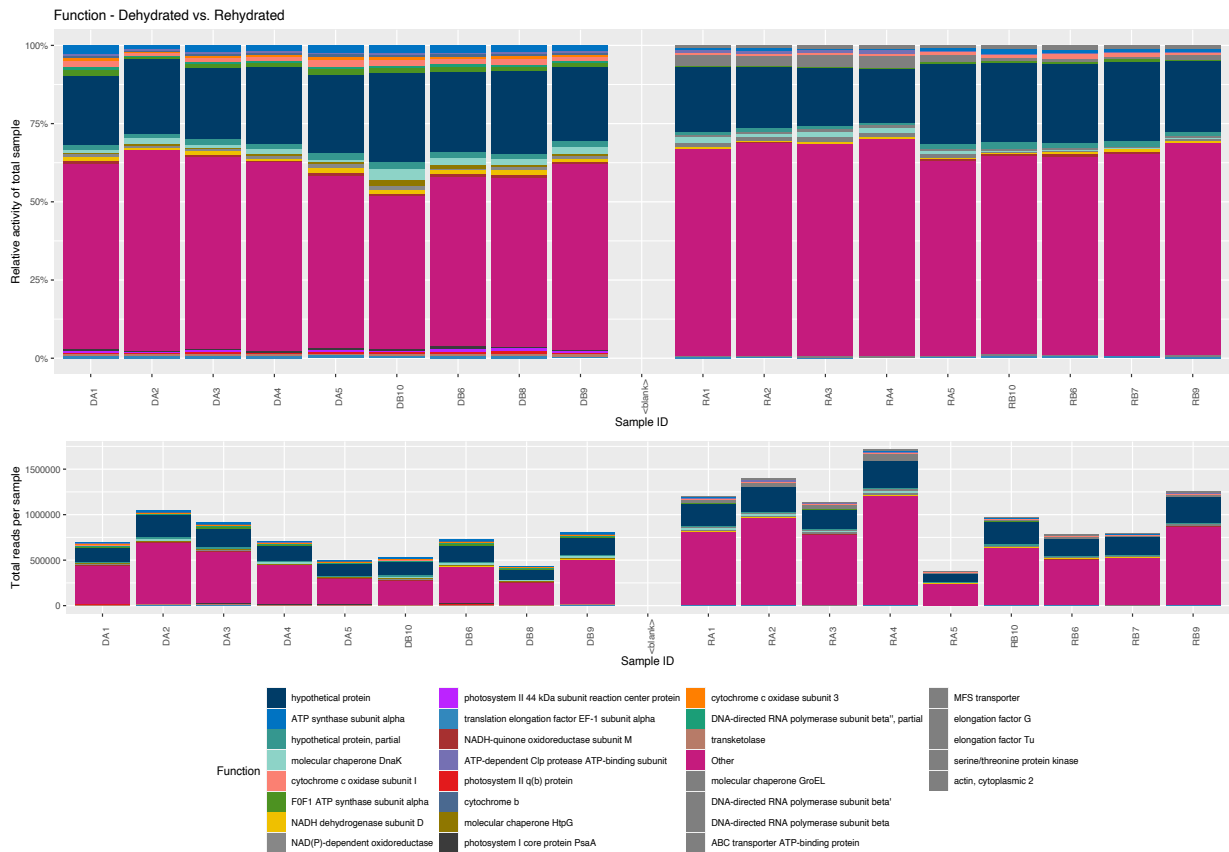 Function - Dehydrated vs. Rehydrated
Relative activity of total sample
100%
75%
50%
25%
0%
DA1 DA2 DA3 DA4 DA5 DB10 DB6 DB8 DB9 <blank> RA1 RA2 RA3 RA4 RA5 RB10 RB6 RB7 RB9
Sample ID
Total reads per sample
1500000
1000000
500000
0
DA1 DA2 DA3 DA4 DA5 DB10 DB6 DB8 DB9 <blank> RA1 RA2 RA3 RA4 RA5 RB10 RB6 RB7 RB9
Sample ID
Function
hypothetical protein
ATP synthase subunit alpha
hypothetical protein, partial
molecular chaperone DnaK
cytochrome c oxidase subunit I
F0F1 ATP synthase subunit alpha
NADH dehydrogenase subunit D
NAD(P)-dependent oxidoreductase
photosystem II 44 kDa subunit reaction center protein
translation elongation factor EF-1 subunit alpha
NADH-quinone oxidoreductase subunit M
ATP-dependent Clp protease ATP-binding subunit
photosystem II q(b) protein
cytochrome b
molecular chaperone HtpG
photosystem I core protein PsaA
cytochrome c oxidase subunit 3
DNA-directed RNA polymerase subunit beta'', partial
transketolase
Other
molecular chaperone GroEL
DNA-directed RNA polymerase subunit beta'
DNA-directed RNA polymerase subunit beta
ABC transporter ATP-binding protein
MFS transporter
elongation factor G
elongation factor Tu
serine/threonine protein kinase
actin, cytoplasmic 2